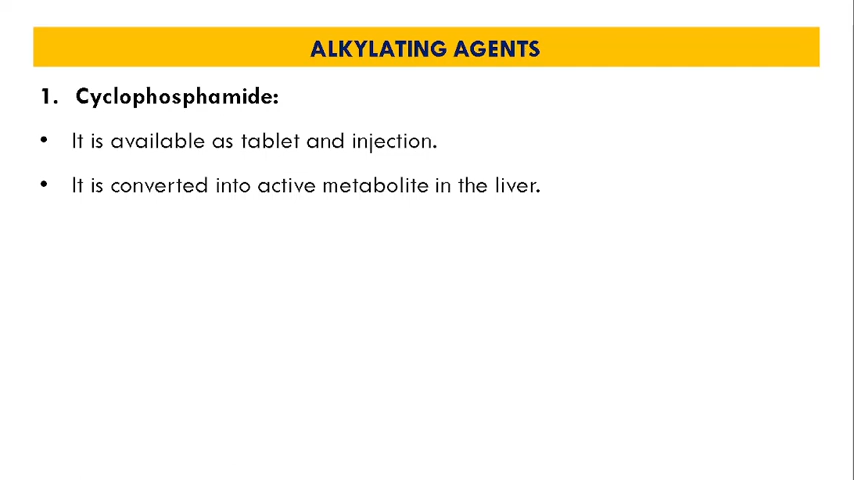 ALKYLATING AGENTS
1. Cyclophosphamide:
• It is available as tablet and injection.
• It is converted into active metabolite in the liver.